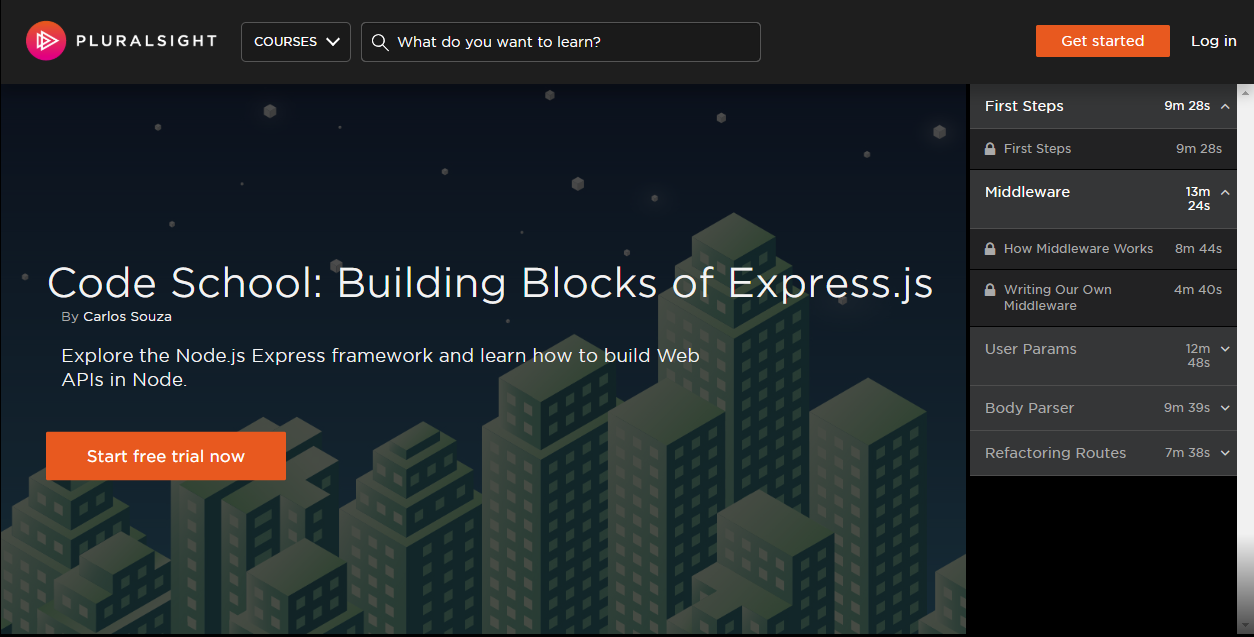 PLURALSIGHT
COURSES
What do you want to learn?
Get started
Log in
Code School: Building Blocks of Express.js
By Carlos Souza
Explore the Node.js Express framework and learn how to build Web
APIs in Node.
Start free trial now
First Steps 9m 28s
First Steps 9m 28s
Middleware 13m
24s
How Middleware Works 8m 44s
Writing Our Own 4m 40s
Middleware
User Params 12m
48s
Body Parser 9m 39s
Refactoring Routes 7m 38s